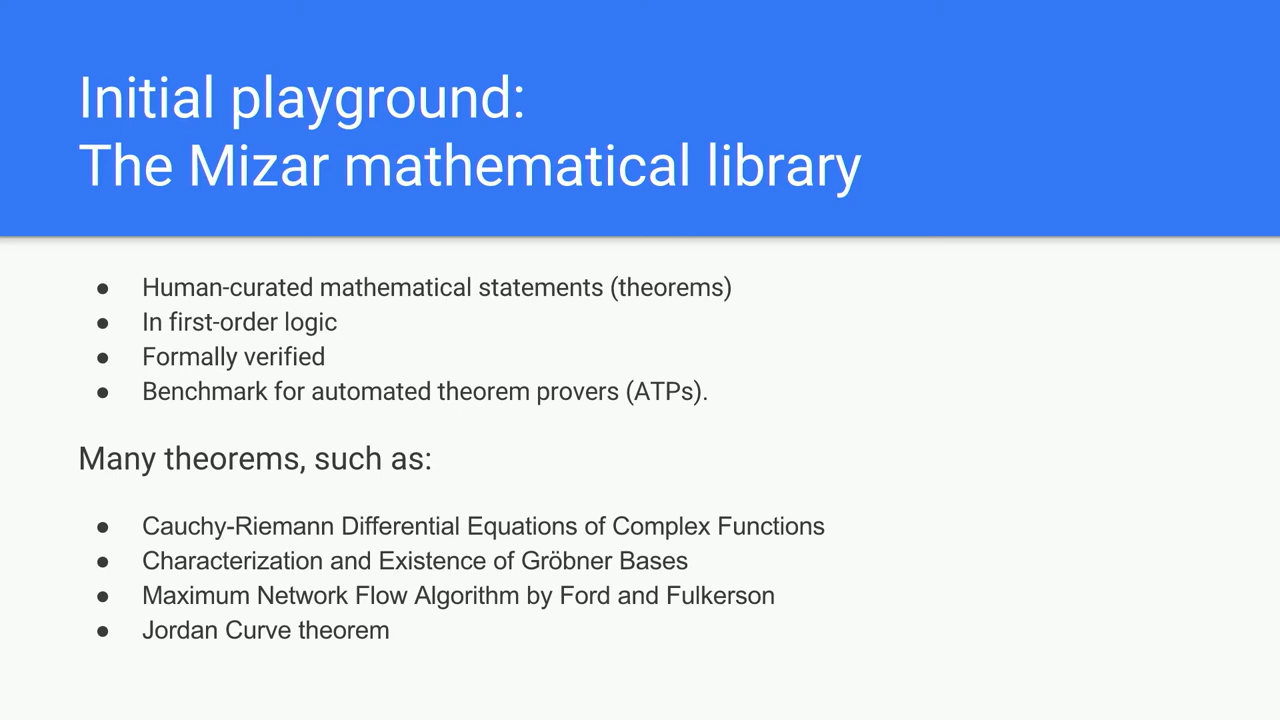 Initial playground:
The Mizar mathematical library
● Human-curated mathematical statements (theorems)
● In first-order logic
● Formally verified
● Benchmark for automated theorem provers (ATPs).
Many theorems, such as:
● Cauchy-Riemann Differential Equations of Complex Functions
● Characterization and Existence of Gröbner Bases
● Maximum Network Flow Algorithm by Ford and Fulkerson
● Jordan Curve theorem